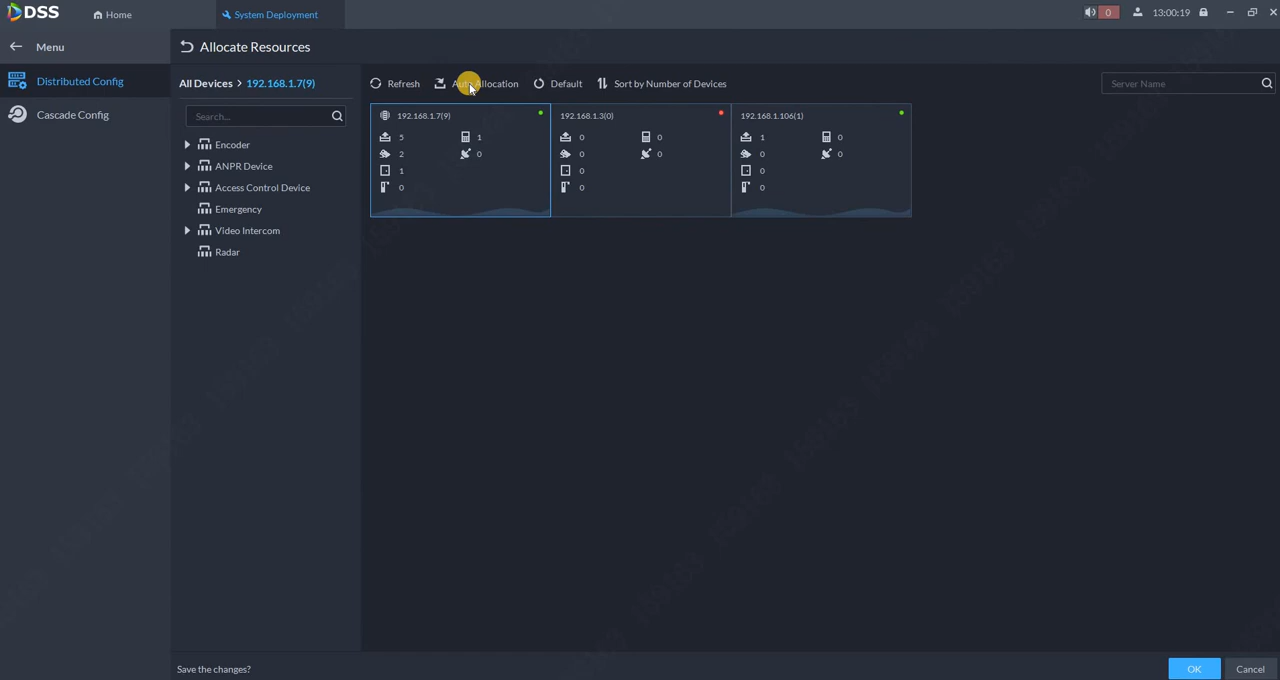 DSS
Home
System Deployment
0
13:00:19
Menu
Allocate Resources
Distributed Config
Cascade Config
All Devices > 192.168.1.7(9)
Search...
Encoder
ANPR Device
Access Control Device
Emergency
Video Intercom
Radar
Refresh
Auto Allocation
Default
Sort by Number of Devices
Server Name
192.168.1.7(9)
5 1
2 0
1
0
192.168.1.3(0)
0 0
0 0
0
0
192.168.1.106(1)
1 0
0 0
0
0
Save the changes?
OK
Cancel